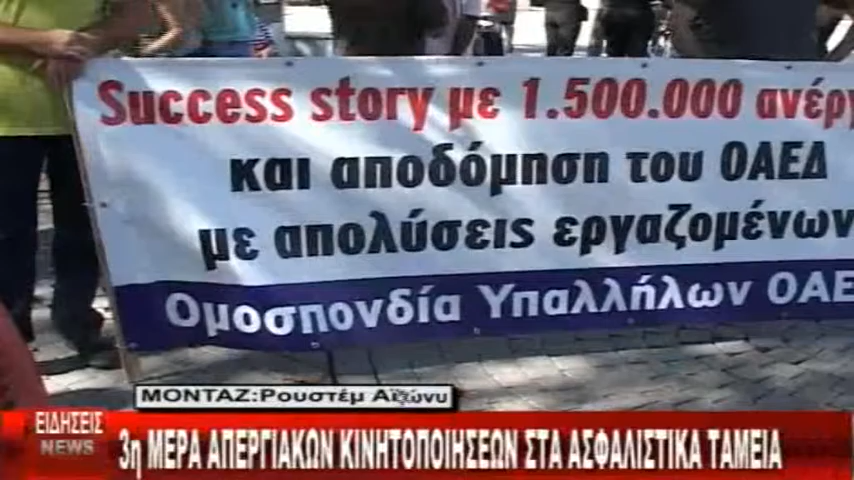 Success story με 1.500.000 ανέργ
και αποδόμηση του ΟΑΕΔ
με απολύσεις εργαζομένων
Ομοσπονδία Υπαλλήλων ΟΑΕ
ΜΟΝΤΑΖ:Ρουστέμ
ΕΙΔΗΣΕΙΣ
NEWS
3η ΜΕΡΑ ΑΠΕΡΓΙΑΚΩΝ ΚΙΝΗΤΟΠΟΙΗΣΕΩΝ ΣΤΑ ΑΣΦΑΛΙΣΤΙΚΑ ΤΑΜΕΙΑ